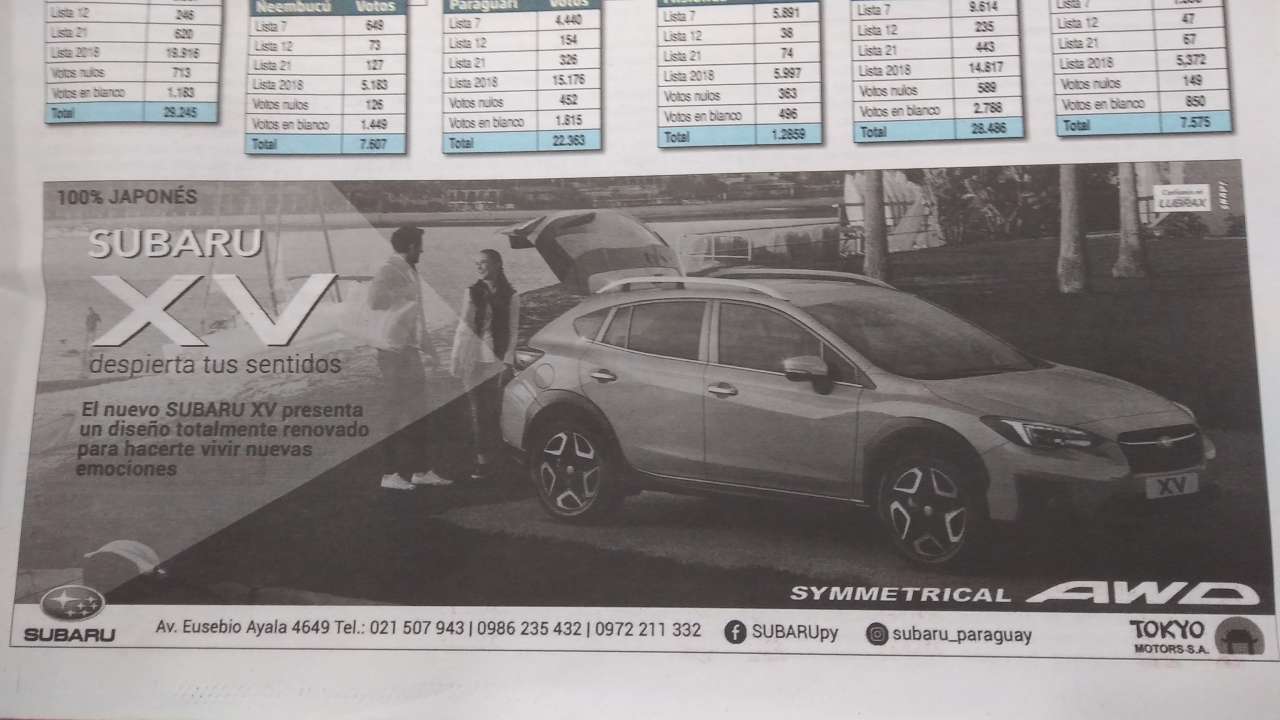 Lista 12 246
Lista 21 620
Lista 2018
Votos nulos 713
Votos en blanco 1.183
Total 29.245
Ñeembucú Votos
Lista 7 649
Lista 12 73
Lista 21 127
Lista 2018 5.183
Votos nulos 126
Votos en blanco 1.449
Total 7.607
Paraguarí Votos
Lista 7 4.440
Lista 12 154
Lista 21 326
Lista 2018 15.176
Votos nulos 452
Votos en blanco 1.815
Total 22.363
Lista 7 5.891
Lista 12 38
Lista 21 74
Lista 2018 5.997
Votos nulos 363
Votos en blanco 496
Total 1.2859
Lista 7 9.614
Lista 12 235
Lista 21 443
Lista 2018 14.817
Votos nulos 589
Votos en blanco 2.788
Total 28.486
Lista 7
Lista 12 47
Lista 21 67
Lista 2018 5,372
Votos nulos 149
Votos en blanco 850
Total 7.575
100% JAPONÉS
SUBARU
XV
despierta tus sentidos
El nuevo SUBARU XV presenta
un diseño totalmente renovado
para hacerte vivir nuevas
emociones
LUBRAX
XV
SYMMETRICAL AWD
SUBARU
Av. Eusebio Ayala 4649 Tel.: 021 507 943 | 0986 235 432 | 0972 211 332
SUBARUpy
subaru_paraguay
TOKYO
MOTORS S.A.